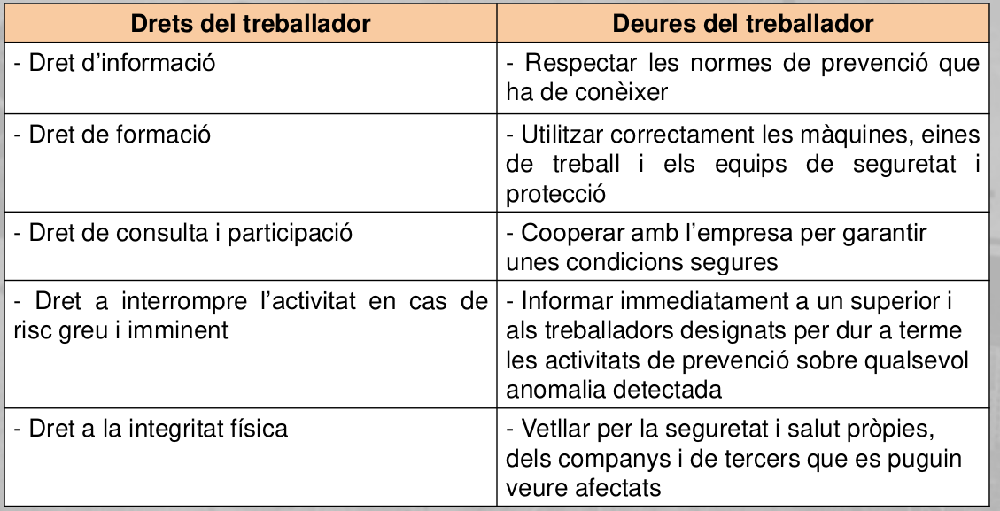 Drets del treballador
Deures del treballador
- Dret d’informació
- Respectar les normes de prevenció que
ha de conèixer
- Dret de formació
- Utilitzar correctament les màquines, eines
de treball i els equips de seguretat i
protecció
- Dret de consulta i participació
- Cooperar amb l’empresa per garantir
unes condicions segures
- Dret a interrompre l’activitat en cas de
risc greu i imminent
- Informar immediatament a un superior i
als treballadors designats per dur a terme
les activitats de prevenció sobre qualsevol
anomalia detectada
- Dret a la integritat física
- Vetllar per la seguretat i salut pròpies,
dels companys i de tercers que es puguin
veure afectats